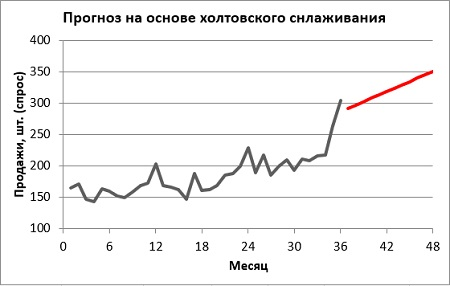 Прогноз на основе холтовского снлаживания
400
350
300
250
200
150
100
0 6 12 18 24 30 36 42 48
Продажи, шт. (спрос)
Месяц